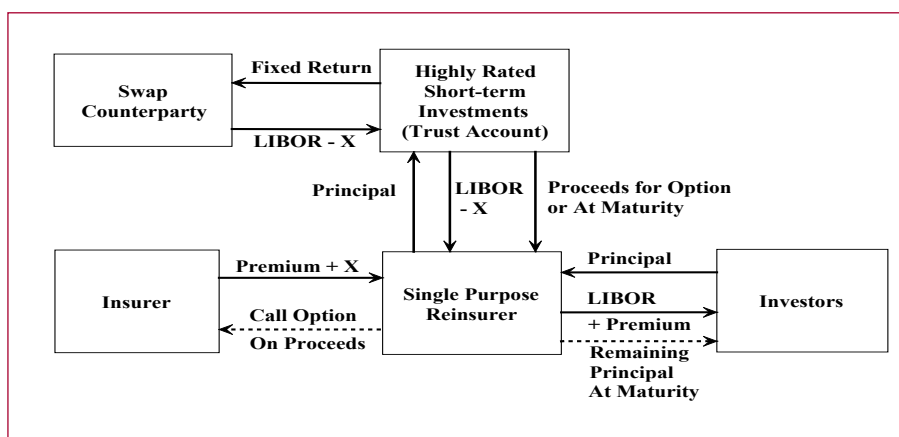 Swap
Counterparty
Fixed Return
LIBOR - X
Highly Rated
Short-term
Investments
(Trust Account)
Principal
LIBOR
- X
Proceeds for Option
or At Maturity
Insurer
Premium + X
Call Option
On Proceeds
Single Purpose
Reinsurer
Principal
LIBOR
+ Premium
Remaining
Principal
At Maturity
Investors